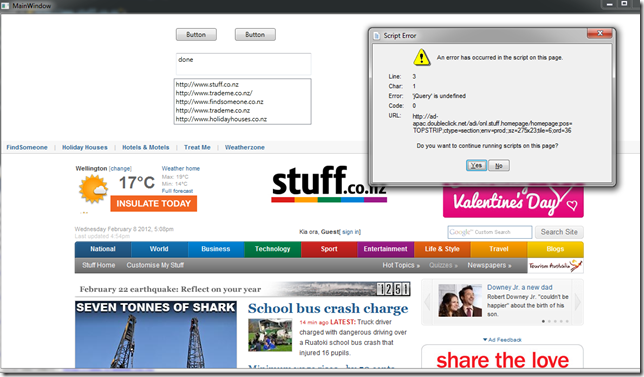 MainWindow
Button
Button
done
http://www.stuff.co.nz
http://www.trademe.co.nz/
http://www.findsomeone.co.nz
http://www.trademe.co.nz
http://www.holidayhouses.co.nz
Script Error
An error has occurred in the script on this page.
Line: 3
Char: 1
Error: 'jQuery' is undefined
Code: 0
URL: http://ad-
apac.doubleclick.net/adi/onl.stuff.homepage/homepage;pos=
TOPSTRIP;ctype=section;env=prod;;sz=275x23;tile=6;ord=36
Do you want to continue running scripts on this page?
Yes
No
FindSomeone | Holiday Houses | Hotels & Motels | Treat Me | Weatherzone
Wellington [change]
17°C
INSULATE TODAY
Weather home
Max: 19°C
Min: 14°C
Full forecast
stuff.co.nz
Valentine's Day
Wednesday February 8 2012, 5:08pm
Last updated 4:54pm
Kia ora, Guest [sign in]
Google Custom Search
Search Site
National
World
Business
Technology
Sport
Entertainment
Life & Style
Travel
Blogs
Stuff Home
Customise My Stuff
Hot Topics »
Quizzes »
Newspapers »
Tourism Australia
February 22 earthquake: Reflect on your year
1251
SEVEN TONNES OF SHARK
School bus crash charge
14 min ago LATEST: Truck driver
charged with dangerous driving over
a Ruatoki school bus crash that
injured 15 pupils.
Downey Jr. a new dad
Robert Downey Jr. "couldn't be
happier" about the birth of his
son.
Ad Feedback
share the love